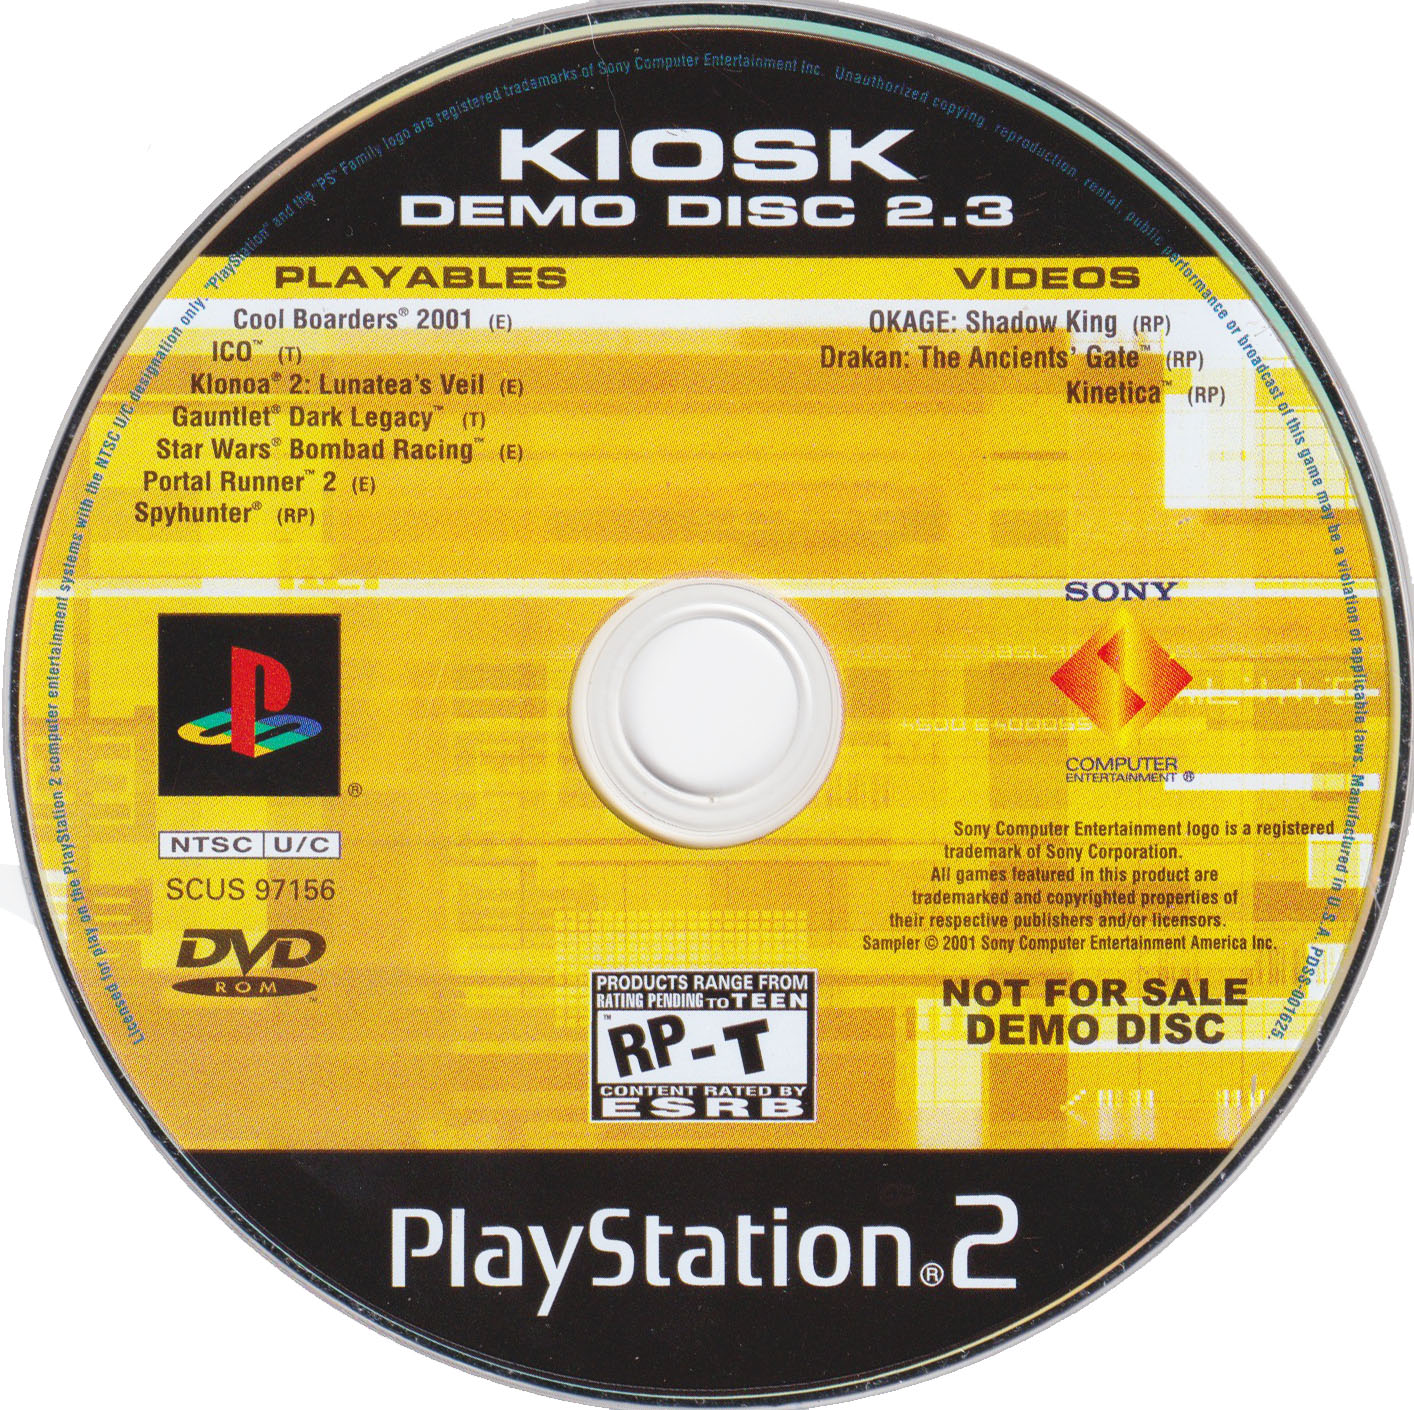 Licensed for play on the PlayStation 2 computer entertainment systems with the NTSC U/C designation only. "PlayStation" and the "PS" Family logo are registered trademarks of Sony Computer Entertainment Inc. Unauthorized copying, reproduction, rental, public performance or broadcast of this game may be a violation of applicable laws. Manufactured in U.S.A. PDSS-001625.
KIOSK
DEMO DISC 2.3
PLAYABLES
Cool Boarders® 2001 (E)
ICO™ (T)
Klonoa® 2: Lunatea's Veil (E)
Gauntlet® Dark Legacy™ (T)
Star Wars® Bombad Racing™ (E)
Portal Runner™ 2 (E)
Spyhunter® (RP)
VIDEOS
OKAGE: Shadow King (RP)
Drakan: The Ancients' Gate™ (RP)
Kinetica™ (RP)
®
NTSC U/C
SCUS 97156
DVD
ROM
™
SONY
COMPUTER
ENTERTAINMENT ®
Sony Computer Entertainment logo is a registered
trademark of Sony Corporation.
All games featured in this product are
trademarked and copyrighted properties of
their respective publishers and/or licensors.
Sampler © 2001 Sony Computer Entertainment America Inc.
NOT FOR SALE
DEMO DISC
PRODUCTS RANGE FROM
RATING PENDING TO TEEN
™
RP-T
CONTENT RATED BY
ESRB
PlayStation®2